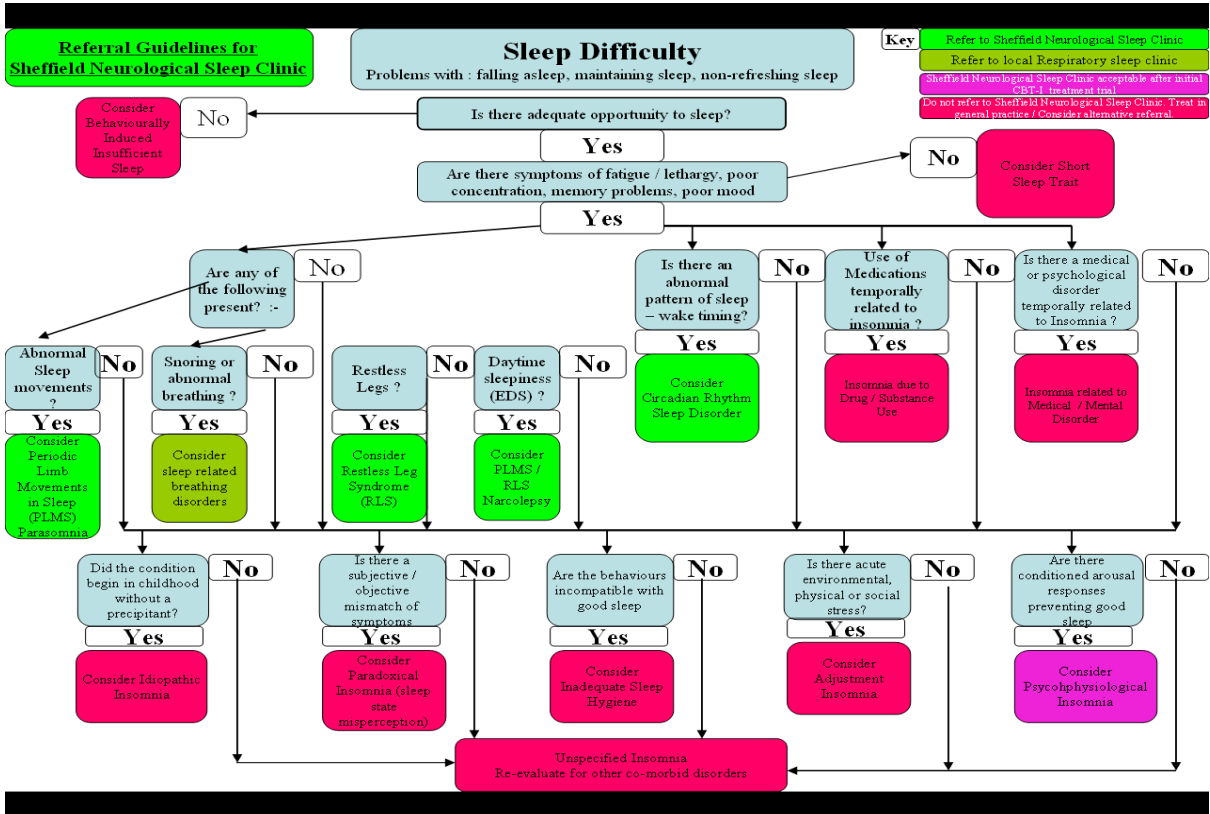 Referral Guidelines for
Sheffield Neurological Sleep Clinic
Sleep Difficulty
Problems with : falling asleep, maintaining sleep, non-refreshing sleep
Key
Refer to Sheffield Neurological Sleep Clinic
Refer to local Respiratory sleep clinic
Sheffield Neurological Sleep Clinic acceptable after initial
CBT-I treatment trial
Do not refer to Sheffield Neurological Sleep Clinic. Treat in
general practice / Consider alternative referral.
Consider
Behaviourally
Induced
Insufficient
Sleep
No
Is there adequate opportunity to sleep?
Yes
Are there symptoms of fatigue / lethargy, poor
concentration, memory problems, poor mood
No
Consider Short
Sleep Trait
Yes
Are any of
the following
present? :-
No
Is there an
abnormal
pattern of sleep
– wake timing?
No
Yes
Consider
Circadian Rhythm
Sleep Disorder
Use of
Medications
temporally
related to
insomnia ?
No
Yes
Insomnia due to
Drug / Substance
Use
Is there a medical
or psychological
disorder
temporally related
to Insomnia ?
No
Yes
Insomnia related to
Medical / Mental
Disorder
Abnormal
Sleep
movements
?
No
Yes
Consider
Periodic
Limb
Movements
in Sleep
(PLMS)
Parasomnia
Snoring or
abnormal
breathing ?
No
Yes
Consider
sleep related
breathing
disorders
Restless
Legs ?
No
Yes
Consider
Restless Leg
Syndrome
(RLS)
Daytime
sleepiness
(EDS) ?
No
Yes
Consider
PLMS /
RLS
Narcolepsy
Did the condition
begin in childhood
without a
precipitant?
No
Yes
Consider Idiopathic
Insomnia
Is there a
subjective /
objective
mismatch of
symptoms
No
Yes
Consider
Paradoxical
Insomnia (sleep
state
misperception)
Are the behaviours
incompatible with
good sleep
No
Yes
Consider
Inadequate Sleep
Hygiene
Is there acute
environmental,
physical or social
stress?
No
Yes
Consider
Adjustment
Insomnia
Are there
conditioned arousal
responses
preventing good
sleep
No
Yes
Consider
Psycohphysiological
Insomnia
Unspecified Insomnia
Re-evaluate for other co-morbid disorders